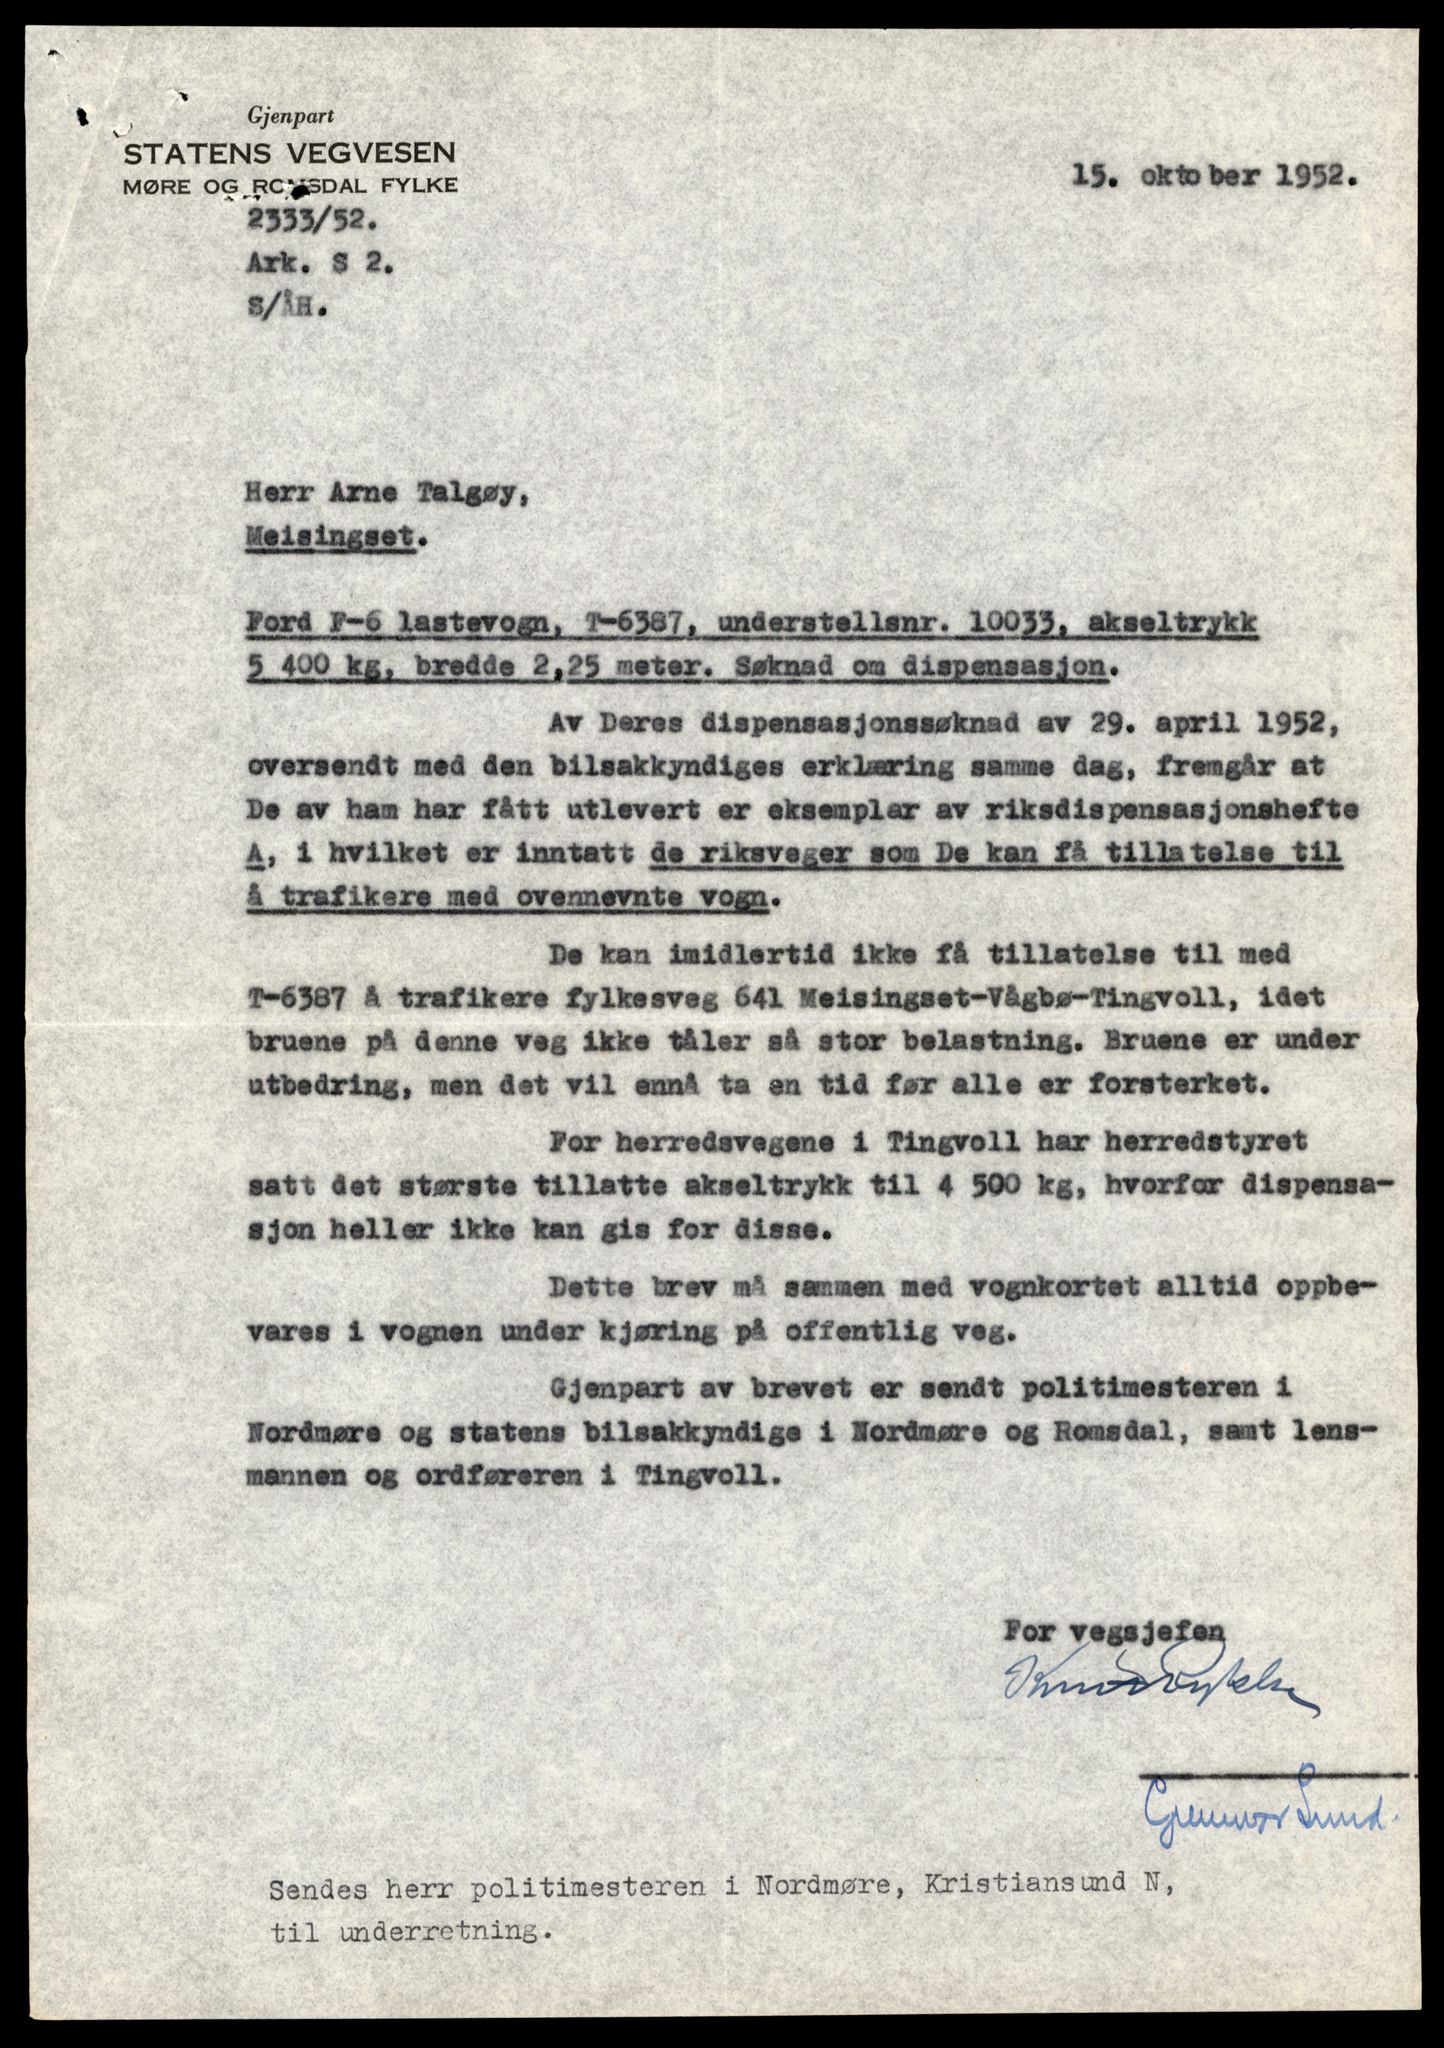 Gjenpart
STATENS VEGVESEN
MØRE OG ROMSDAL FYLKE
15. oktober 1952.
2333/52.
Ark. S 2.
S/ÅH.
Herr Arne Talgøy,
Meisingset.
Ford F-6 lastevogn, T-6387, understellsnr. 10033, akseltrykk
5 400 kg, bredde 2,25 meter. Søknad om dispensasjon.
Av Deres dispensasjonssøknad av 29. april 1952,
oversendt med den bilsakkyndiges erklæring samme dag, fremgår at
De av ham har fått utlevert er eksemplar av riksdispensasjonshefte
A, i hvilket er inntatt de riksveger som De kan få tillatelse til
å trafikere med ovennevnte vogn.
De kan imidlertid ikke få tillatelse til med
T-6387 å trafikere fylkesveg 641 Meisingset-Vågbø-Tingvoll, idet
bruene på denne veg ikke tåler så stor belastning. Bruene er under
utbedring, men det vil ennå ta en tid før alle er forsterket.
For herredsvegene i Tingvoll har herredstyret
satt det største tillatte akseltrykk til 4 500 kg, hvorfor dispensa-
sjon heller ikke kan gis for disse.
Dette brev må sammen med vognkortet alltid oppbe-
vares i vognen under kjøring på offentlig veg.
Gjenpart av brevet er sendt politimesteren i
Nordmøre og statens bilsakkyndige i Nordmøre og Romsdal, samt lens-
mannen og ordføreren i Tingvoll.
For vegsjefen
Gunnar Lund.
Sendes herr politimesteren i Nordmøre, Kristiansund N,
til underretning.